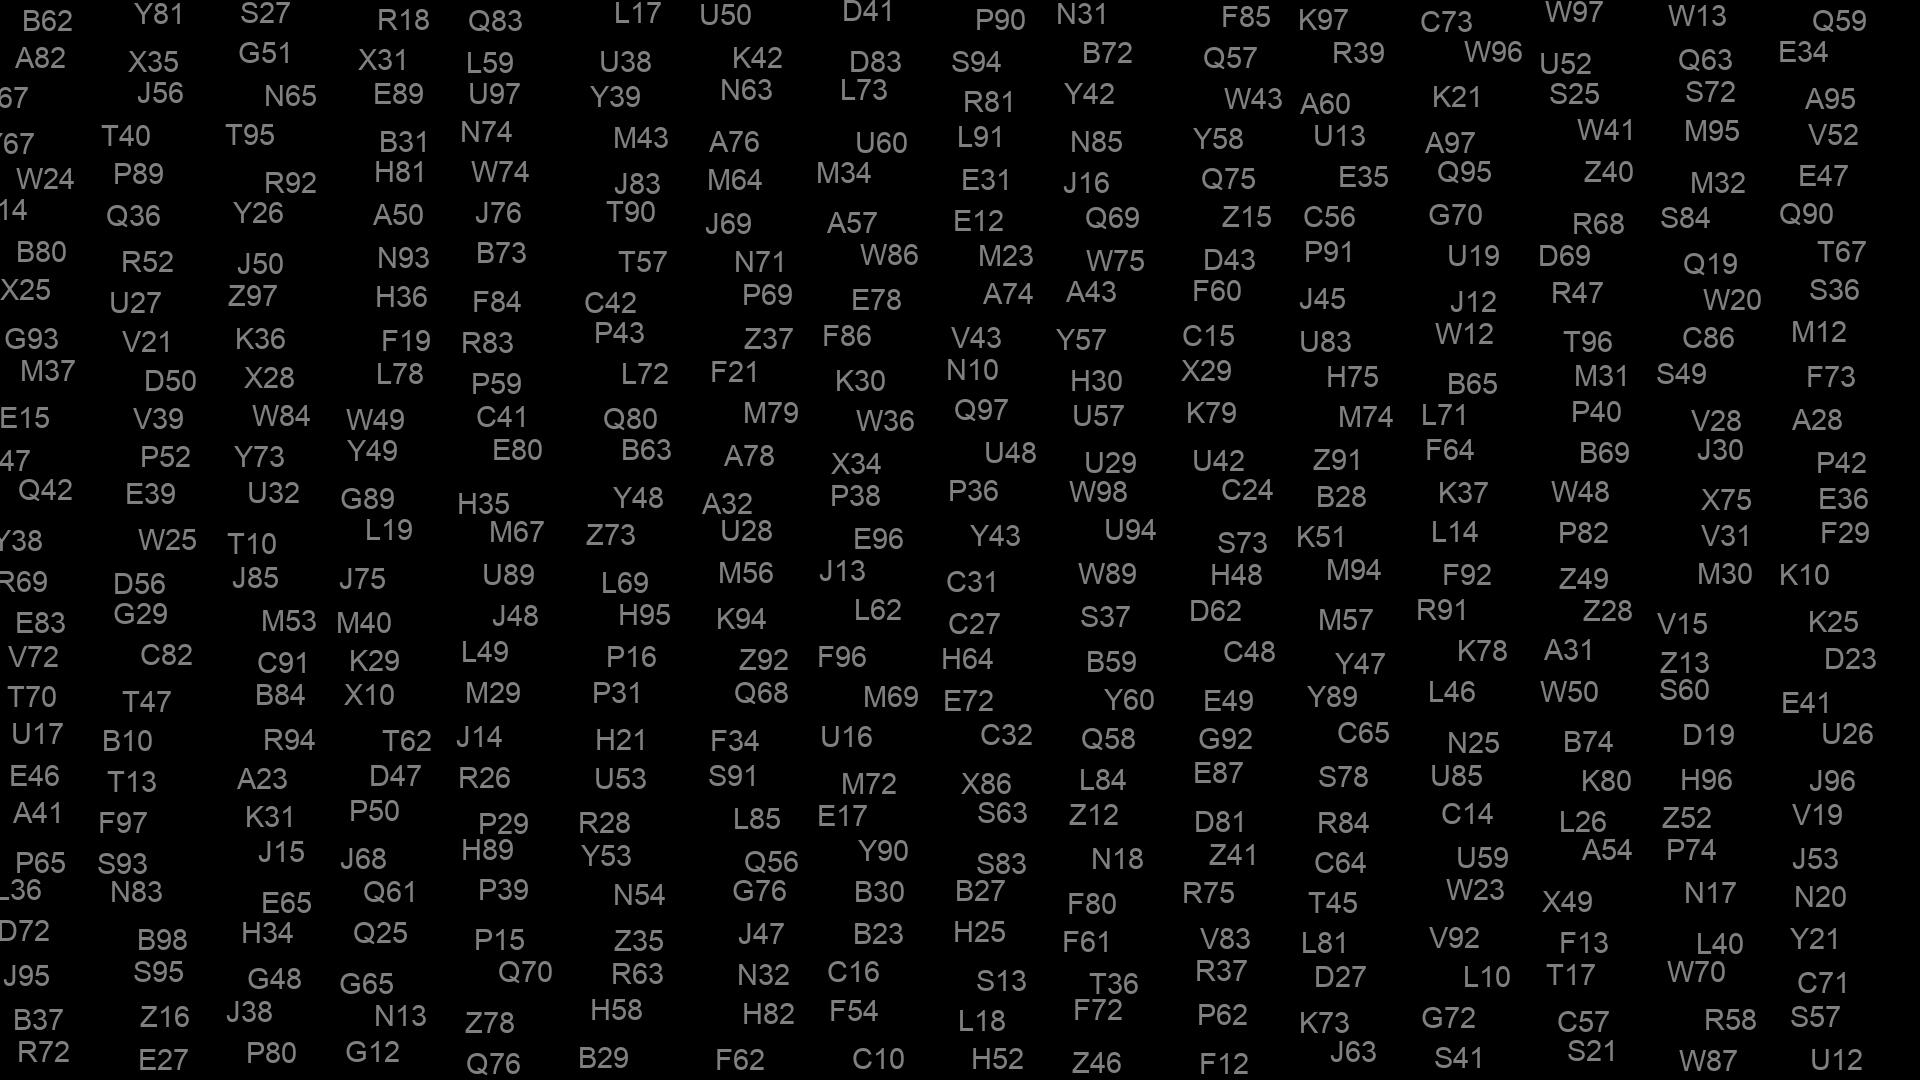 B62 Y81 S27 R18 Q83 L17 U50 D41 P90 N31 F85 K97 C73 W97 W13 Q59
A82 X35 G51 X31 L59 U38 K42 D83 S94 B72 Q57 R39 W96 U52 Q63 E34
67 J56 N65 E89 U97 Y39 N63 L73 R81 Y42 W43 A60 K21 S25 S72 A95
Y67 T40 T95 B31 N74 M43 A76 U60 L91 N85 Y58 U13 A97 W41 M95 V52
W24 P89 R92 H81 W74 J83 M64 M34 E31 J16 Q75 E35 Q95 Z40 M32 E47
14 Q36 Y26 A50 J76 T90 J69 A57 E12 Q69 Z15 C56 G70 R68 S84 Q90
B80 R52 J50 N93 B73 T57 N71 W86 M23 W75 D43 P91 U19 D69 Q19 T67
X25 U27 Z97 H36 F84 C42 P69 E78 A74 A43 F60 J45 J12 R47 W20 S36
G93 V21 K36 F19 R83 P43 Z37 F86 V43 Y57 C15 U83 W12 T96 C86 M12
M37 D50 X28 L78 P59 L72 F21 K30 N10 H30 X29 H75 B65 M31 S49 F73
E15 V39 W84 W49 C41 Q80 M79 W36 Q97 U57 K79 M74 L71 P40 V28 A28
47 P52 Y73 Y49 E80 B63 A78 X34 U48 U29 U42 Z91 F64 B69 J30 P42
Q42 E39 U32 G89 H35 Y48 A32 P38 P36 W98 C24 B28 K37 W48 X75 E36
Y38 W25 T10 L19 M67 Z73 U28 E96 Y43 U94 S73 K51 L14 P82 V31 F29
R69 D56 J85 J75 U89 L69 M56 J13 C31 W89 H48 M94 F92 Z49 M30 K10
E83 G29 M53 M40 J48 H95 K94 L62 C27 S37 D62 M57 R91 Z28 V15 K25
V72 C82 C91 K29 L49 P16 Z92 F96 H64 B59 C48 Y47 K78 A31 Z13 D23
T70 T47 B84 X10 M29 P31 Q68 M69 E72 Y60 E49 Y89 L46 W50 S60 E41
U17 B10 R94 T62 J14 H21 F34 U16 C32 Q58 G92 C65 N25 B74 D19 U26
E46 T13 A23 D47 R26 U53 S91 M72 X86 L84 E87 S78 U85 K80 H96 J96
A41 F97 K31 P50 P29 R28 L85 E17 S63 Z12 D81 R84 C14 L26 Z52 V19
P65 S93 J15 J68 H89 Y53 Q56 Y90 S83 N18 Z41 C64 U59 A54 P74 J53
L36 N83 E65 Q61 P39 N54 G76 B30 B27 F80 R75 T45 W23 X49 N17 N20
D72 B98 H34 Q25 P15 Z35 J47 B23 H25 F61 V83 L81 V92 F13 L40 Y21
J95 S95 G48 G65 Q70 R63 N32 C16 S13 T36 R37 D27 L10 T17 W70 C71
B37 Z16 J38 N13 Z78 H58 H82 F54 L18 F72 P62 K73 G72 C57 R58 S57
R72 E27 P80 G12 Q76 B29 F62 C10 H52 Z46 F12 J63 S41 S21 W87 U12